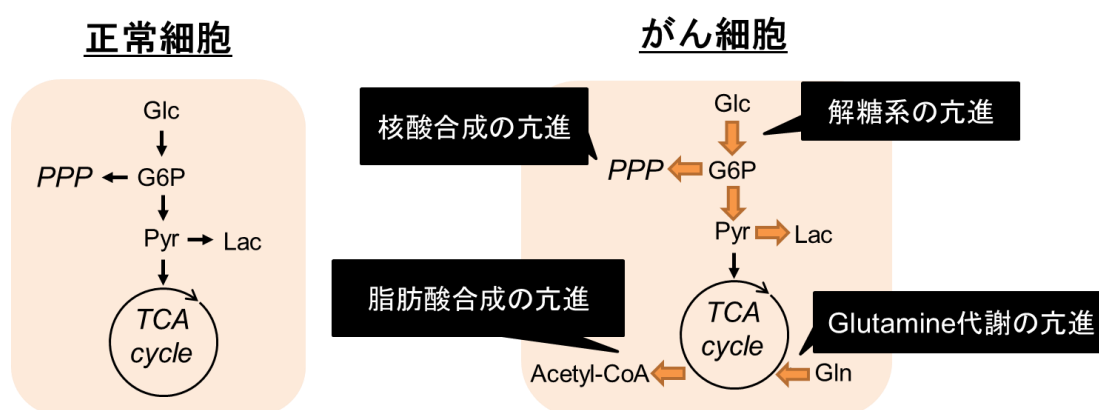 正常細胞
Glc
PPP
G6P
Pyr
Lac
TCA
cycle
がん細胞
核酸合成の亢進
Glc
解糖系の亢進
PPP
G6P
Pyr
Lac
脂肪酸合成の亢進
TCA
cycle
Glutamine代謝の亢進
Acetyl-CoA
Gln